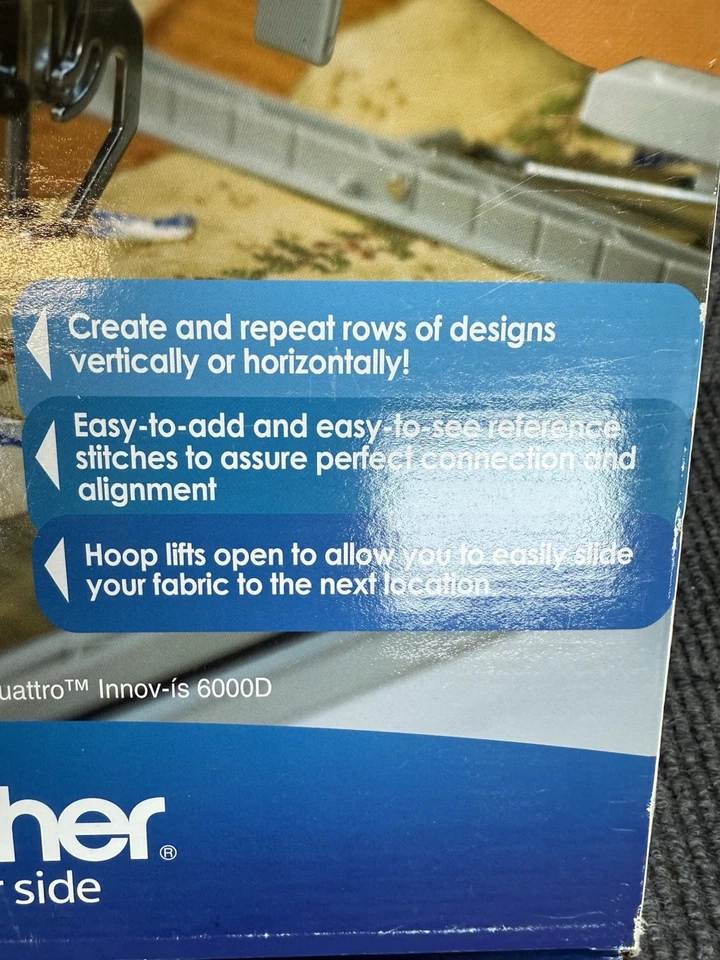 Create and repeat rows of designs
vertically or horizontally!
Easy-to-add and easy-to-see reference
stitches to assure perfect connection and
alignment
Hoop lifts open to allow you to easily slide
your fabric to the next location
uattro™ Innov-ís 6000D
her®
r side